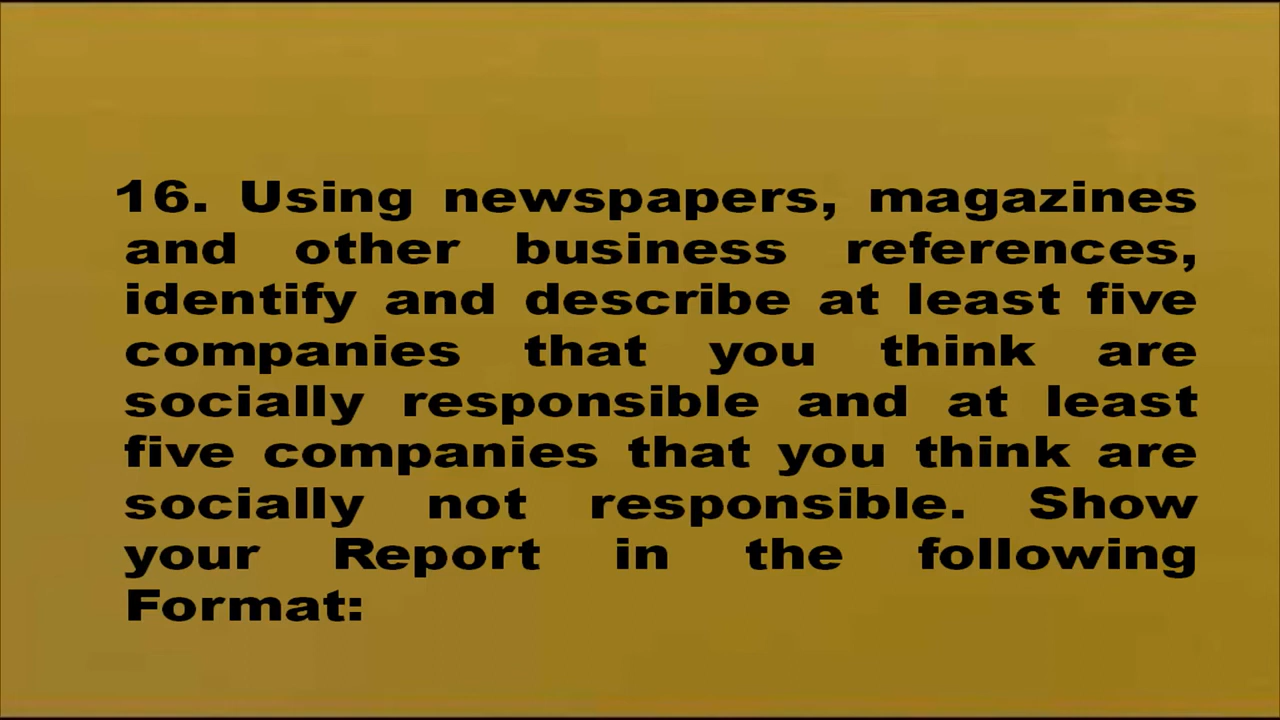 16. Using newspapers, magazines
and other business references,
identify and describe at least five
companies that you think are
socially responsible and at least
five companies that you think are
socially not responsible. Show
your Report in the following
Format: